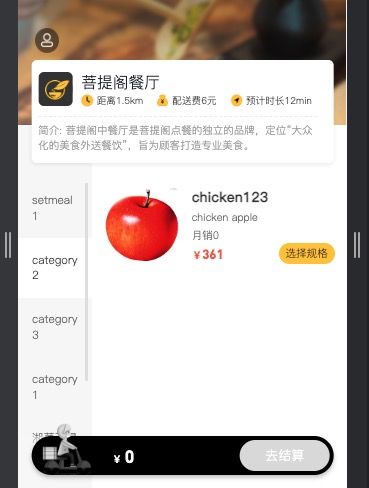 菩提阁餐厅
距离1.5km 配送费6元 预计时长12min
简介: 菩提阁中餐厅是菩提阁点餐的独立的品牌，定位“大众
化的美食外送餐饮”，旨为顾客打造专业美食。
setmeal
1
category
2
category
3
category
1
chicken123
chicken apple
月销0
￥361
选择规格
￥0
去结算